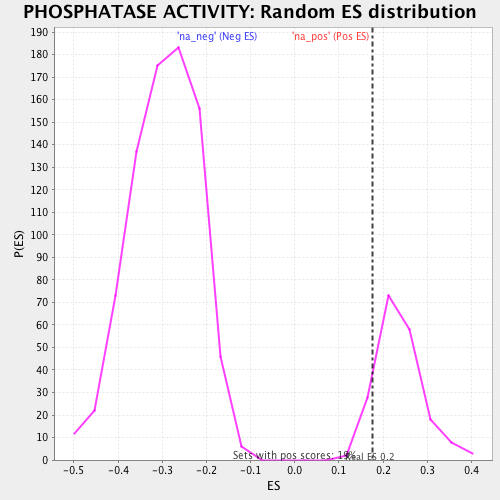 PHOSPHATASE ACTIVITY: Random ES distribution
'na_neg' (Neg ES) 'na_pos' (Pos ES)
190
180
170
160
150
140
130
120
110
100
90
80
70
60
50
40
30
20
10
0
P(ES)
Sets with pos scores: 19%
Real ES 0.2
-0.5 -0.4 -0.3 -0.2 -0.1 0.0 0.1 0.2 0.3 0.4
ES